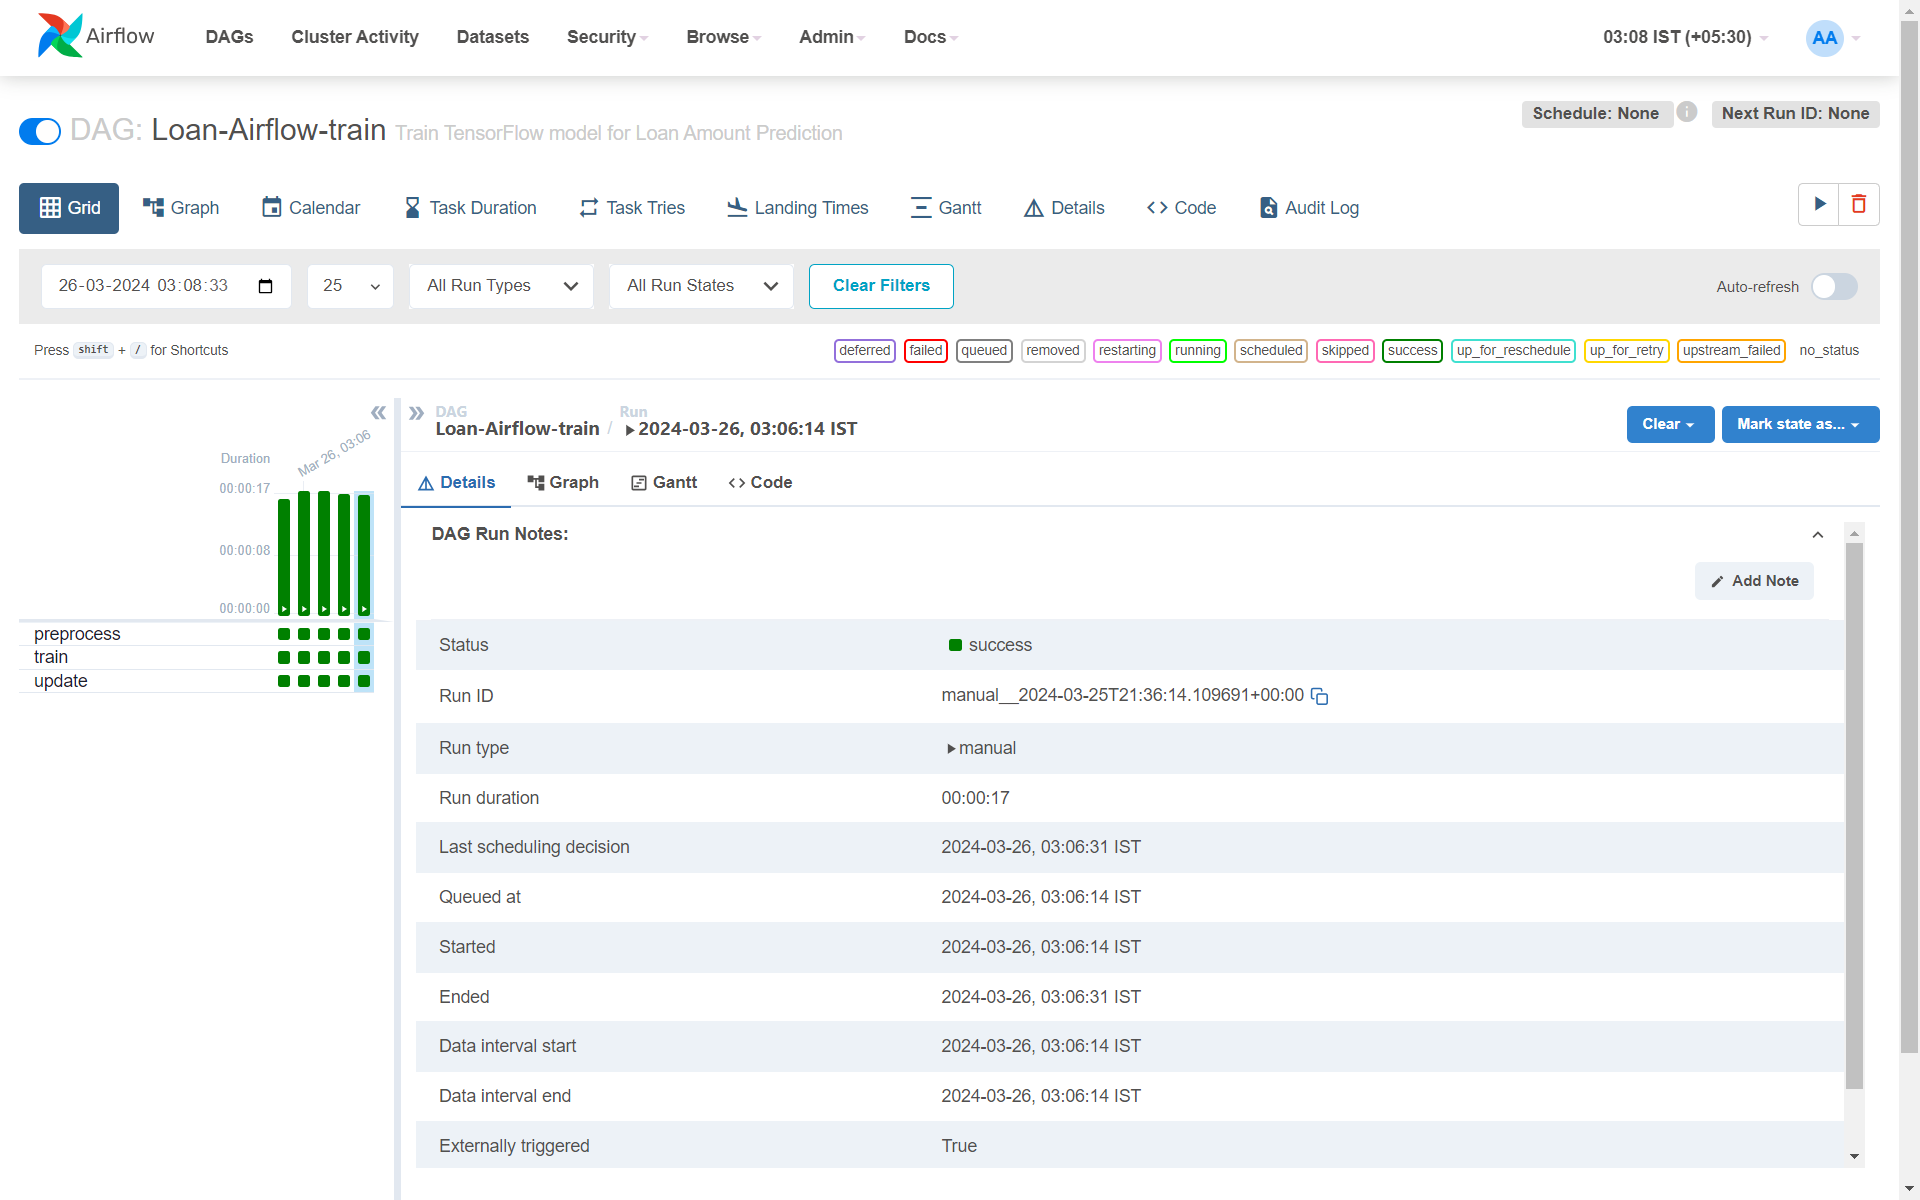 Airflow DAGs Cluster Activity Datasets Security Browse Admin Docs 03:08 IST (+05:30) AA
Schedule: None Next Run ID: None
DAG: Loan-Airflow-train Train TensorFlow model for Loan Amount Prediction
Grid Graph Calendar Task Duration Task Tries Landing Times Gantt Details Code Audit Log
26-03-2024 03:08:33 25 All Run Types All Run States Clear Filters Auto-refresh
Press shift + / for Shortcuts deferred failed queued removed restarting running scheduled skipped success up_for_reschedule up_for_retry upstream_failed no_status
DAG Run
Loan-Airflow-train / 2024-03-26, 03:06:14 IST Clear Mark state as...
Mar 26, 03:06
Duration
00:00:17
00:00:08
00:00:00
preprocess
train
update
Details Graph Gantt Code
DAG Run Notes:
Add Note
Status success
Run ID manual__2024-03-25T21:36:14.109691+00:00
Run type manual
Run duration 00:00:17
Last scheduling decision 2024-03-26, 03:06:31 IST
Queued at 2024-03-26, 03:06:14 IST
Started 2024-03-26, 03:06:14 IST
Ended 2024-03-26, 03:06:31 IST
Data interval start 2024-03-26, 03:06:14 IST
Data interval end 2024-03-26, 03:06:14 IST
Externally triggered True